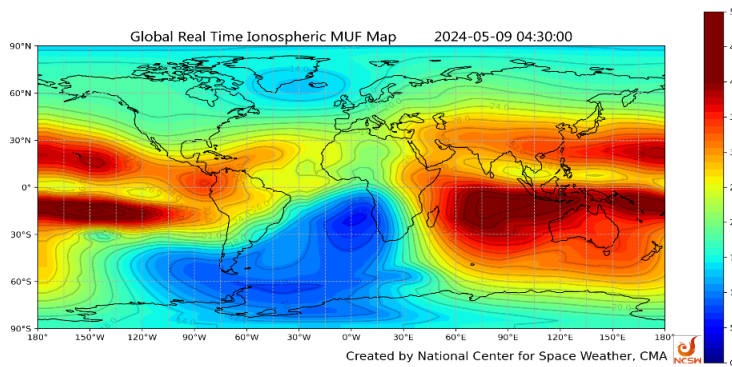 Global Real Time Ionospheric MUF Map 2024-05-09 04:30:00
90°N
60°N
30°N
0°
30°S
60°S
90°S
180° 150°W 120°W 90°W 60°W 30°W 0°W 30°E 60°E 90°E 120°E 150°E 180°
Created by National Center for Space Weather, CMA
NCSW